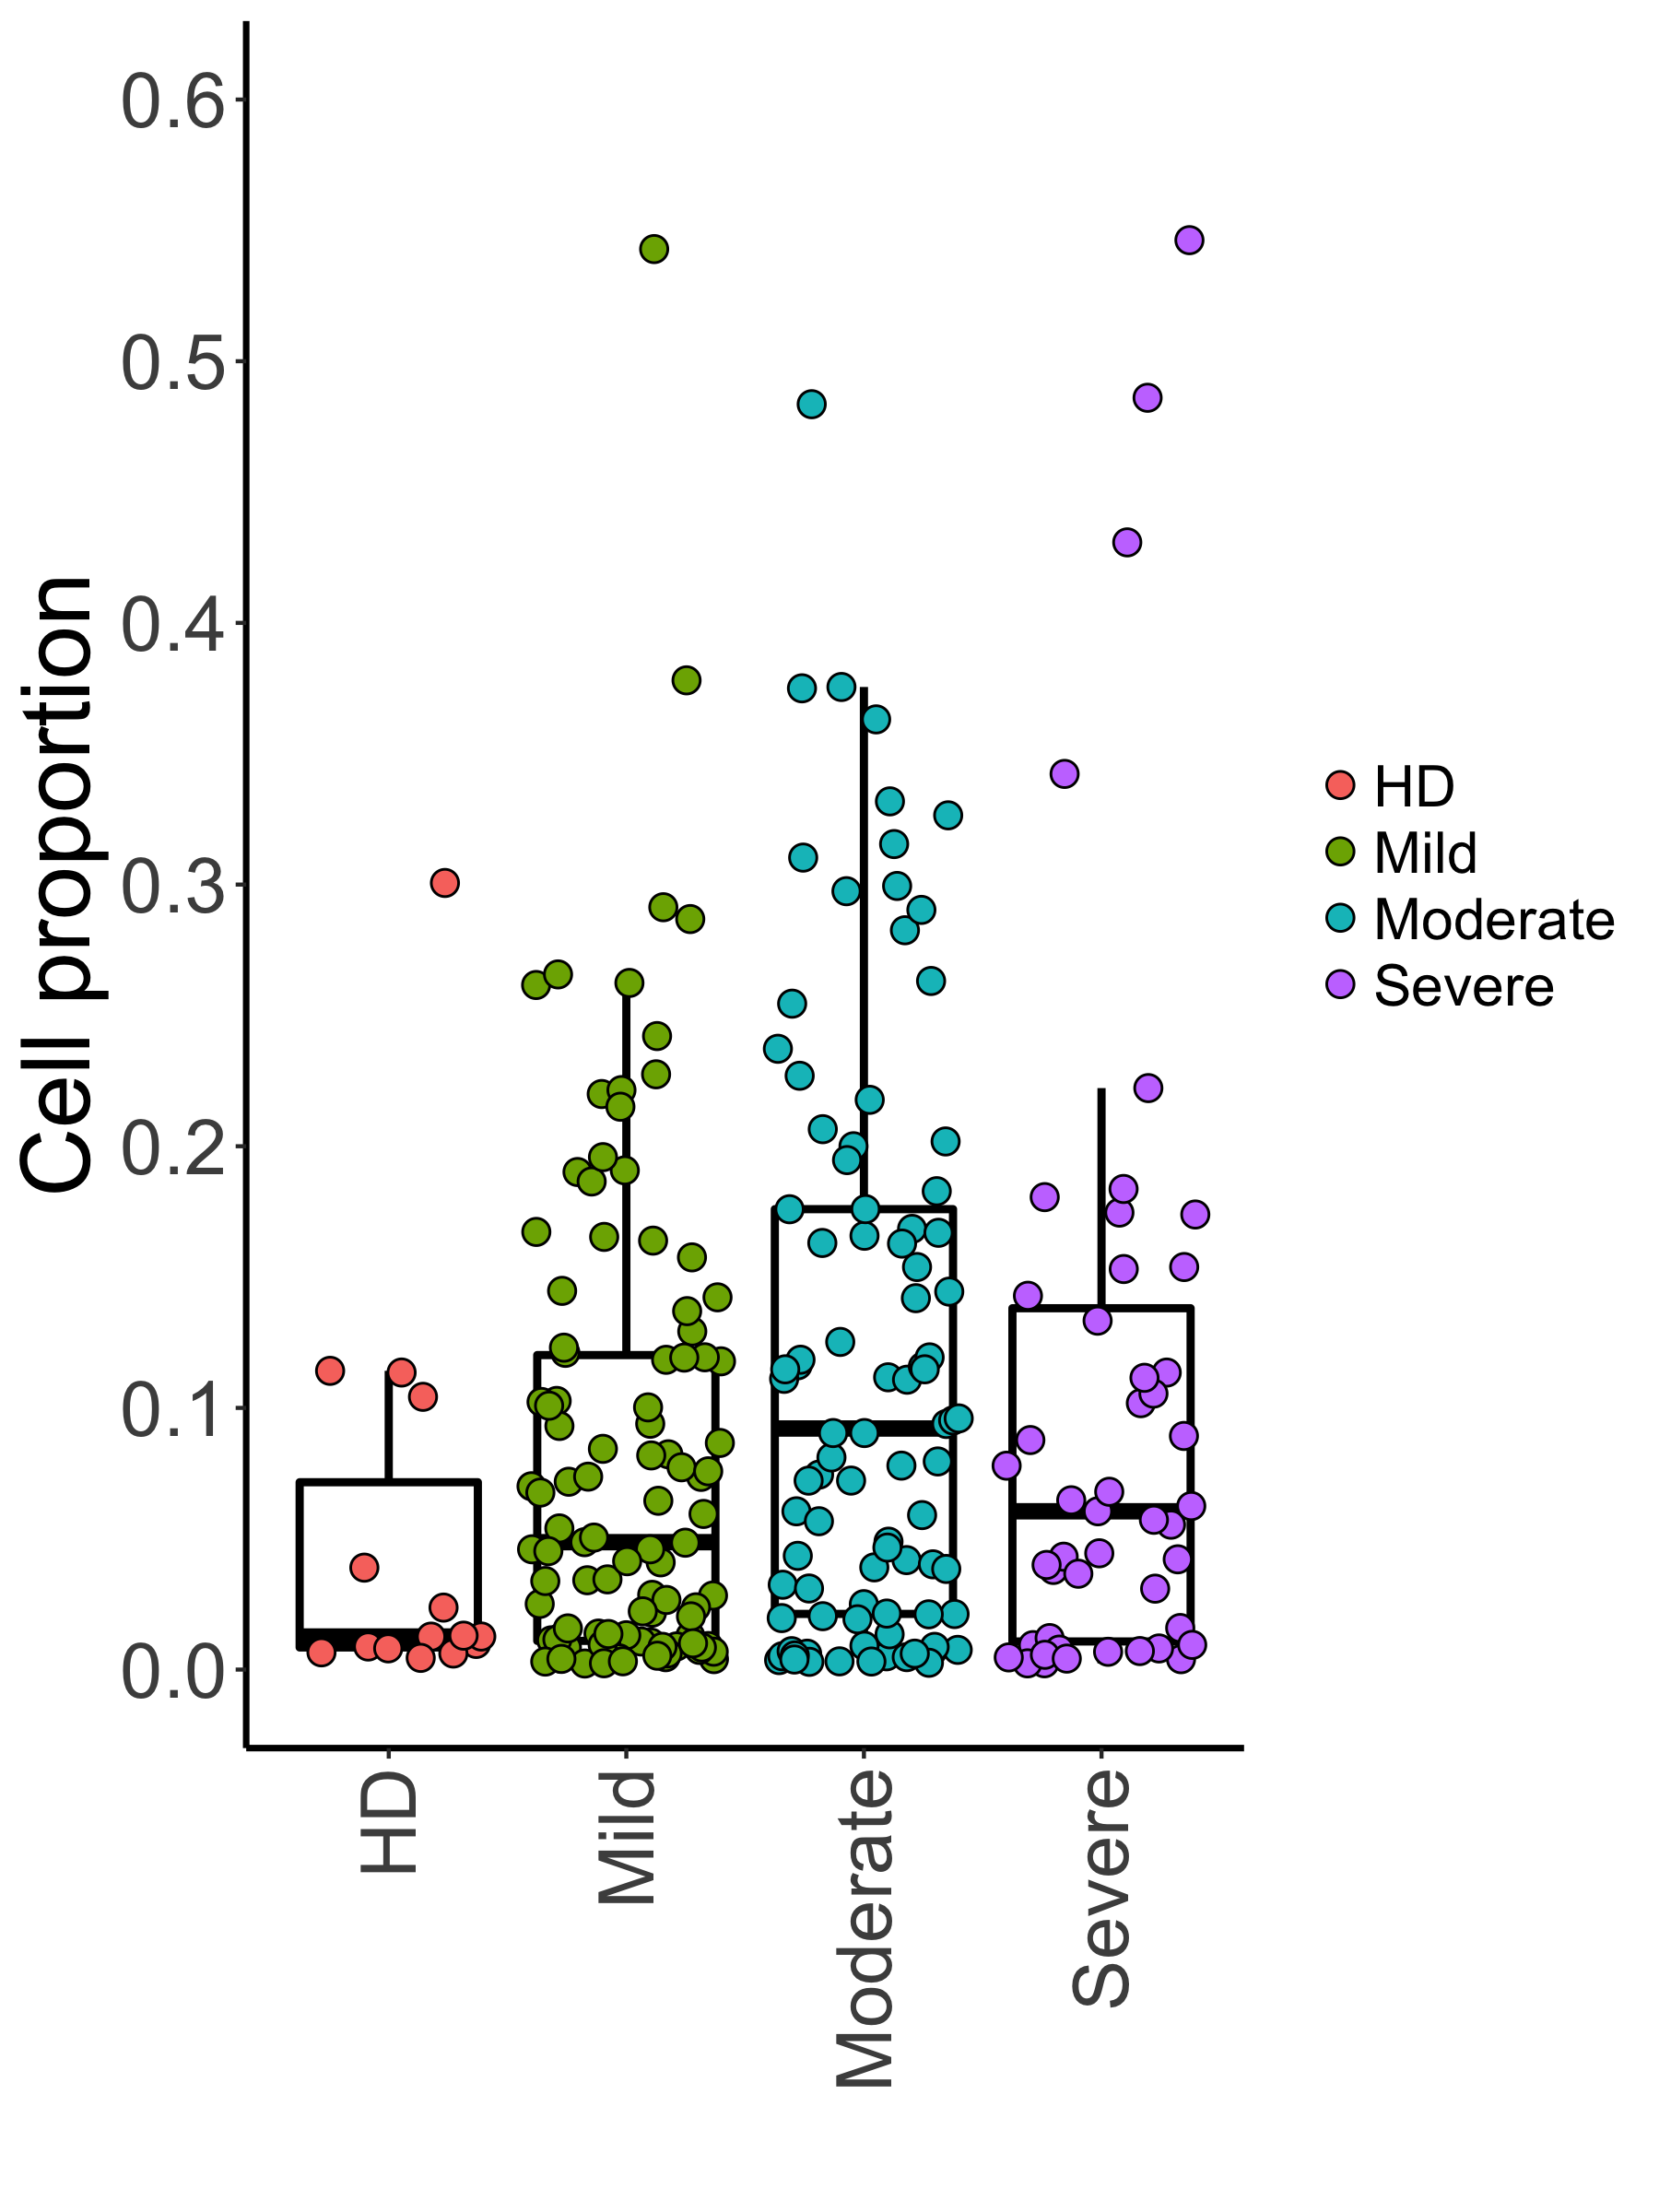 Cell proportion
0.6
0.5
0.4
0.3
0.2
0.1
0.0
HD
Mild
Moderate
Severe
HD
Mild
Moderate
Severe